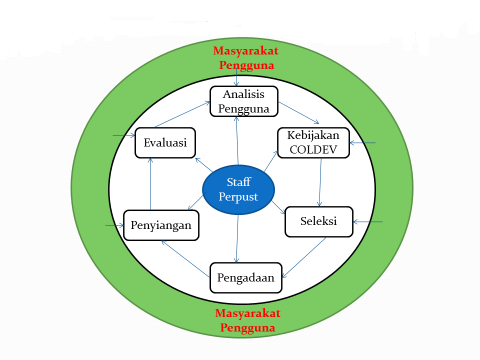 Masyarakat
Pengguna
Analisis
Pengguna
Evaluasi
Kebijakan
COLDEV
Staff
Perpust
Penyiangan
Seleksi
Pengadaan
Masyarakat
Pengguna